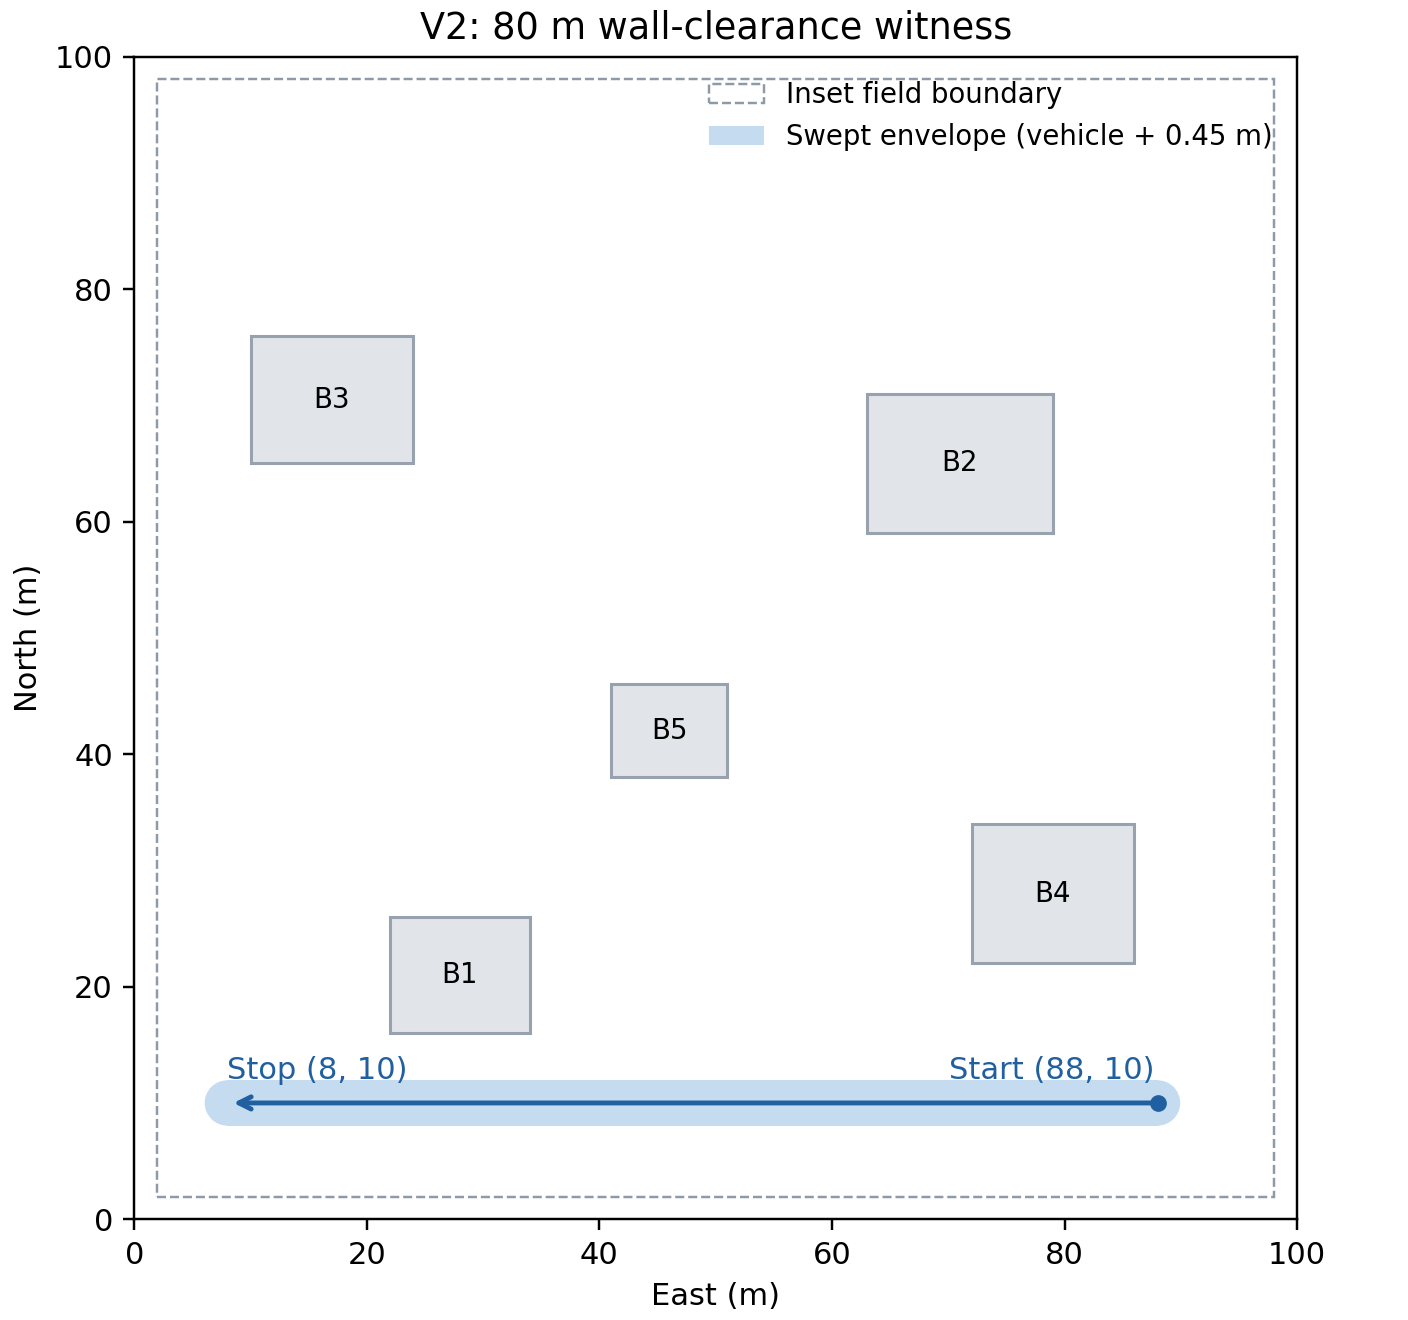 V2: 80 m wall-clearance witness
100
80
60
40
20
0
North (m)
Inset field boundary
Swept envelope (vehicle + 0.45 m)
B3
B2
B5
B4
B1
Stop (8, 10)
Start (88, 10)
0
20
40
60
80
100
East (m)